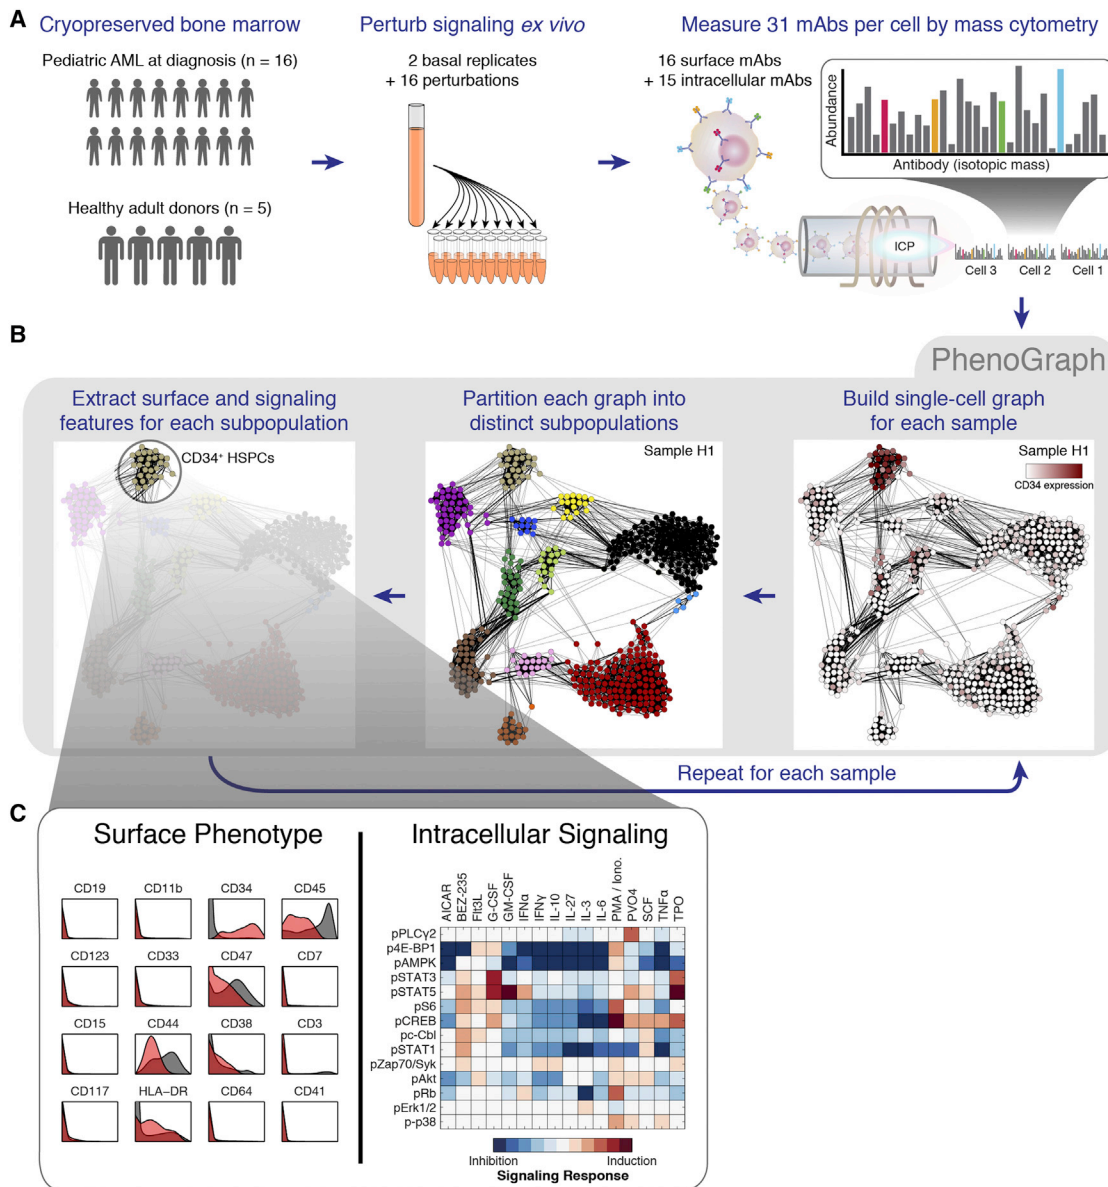 A
Cryopreserved bone marrow
Pediatric AML at diagnosis (n = 16)
Healthy adult donors (n = 5)
Perturb signaling ex vivo
2 basal replicates
+ 16 perturbations
Measure 31 mAbs per cell by mass cytometry
16 surface mAbs
+ 15 intracellular mAbs
Abundance
Antibody (isotopic mass)
ICP
Cell 3
Cell 2
Cell 1
B
PhenoGraph
Extract surface and signaling
features for each subpopulation
CD34+ HSPCs
Partition each graph into
distinct subpopulations
Sample H1
Build single-cell graph
for each sample
Sample H1
CD34 expression
Repeat for each sample
C
Surface Phenotype
CD19
CD11b
CD34
CD45
CD123
CD33
CD47
CD7
CD15
CD44
CD38
CD3
CD117
HLA-DR
CD64
CD41
Intracellular Signaling
AICAR
BEZ-235
Flt3L
G-CSF
GM-CSF
IFNα
IFNγ
IL-10
IL-27
IL-3
IL-6
PMA / Iono.
PVO4
SCF
TNFα
TPO
pPLCγ2
p4E-BP1
pAMPK
pSTAT3
pSTAT5
pS6
pCREB
pc-Cbl
pSTAT1
pZap70/Syk
pAkt
pRb
pErk1/2
p-p38
Inhibition
Induction
Signaling Response